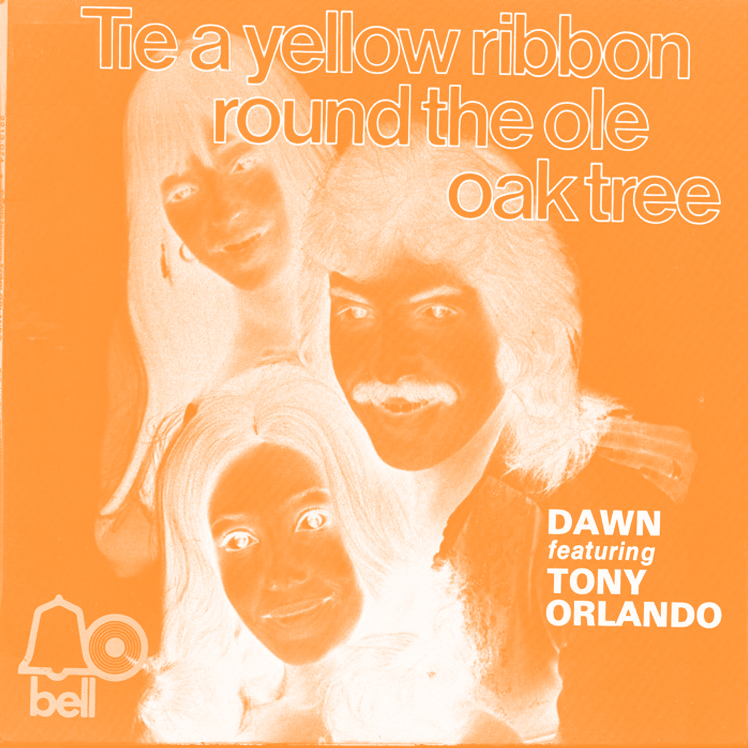 Tie a yellow ribbon
round the ole
oak tree
DAWN
featuring
TONY
ORLANDO
bell